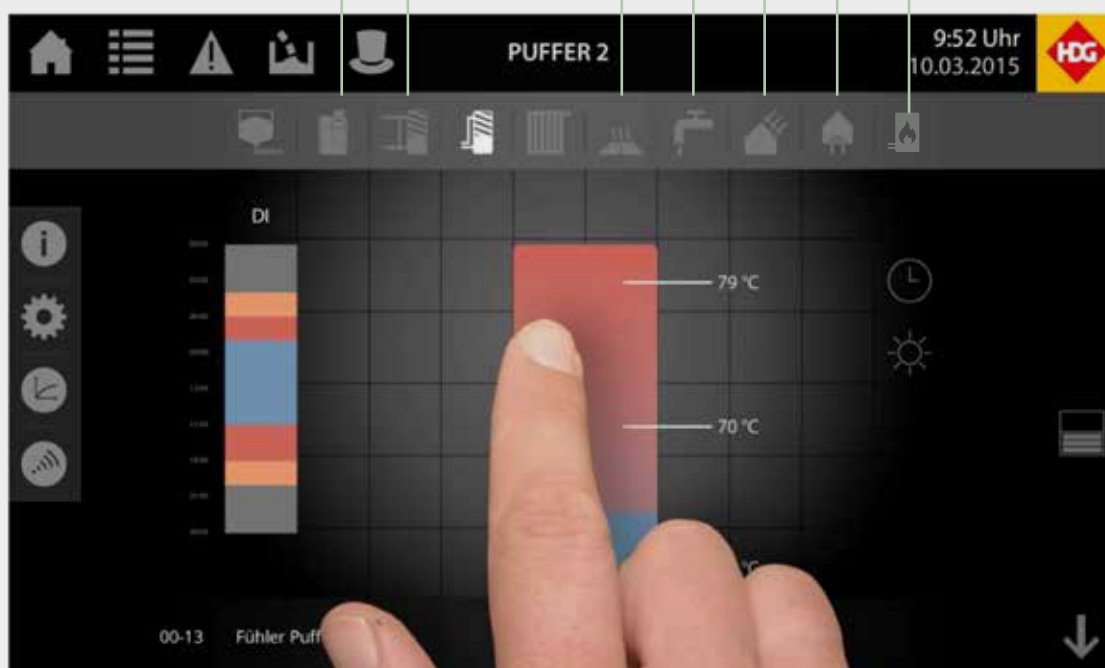 PUFFER 2
9:52 Uhr
10.03.2015
HDG
DI
79 °C
70 °C
°C
00-13 Fühler Puff